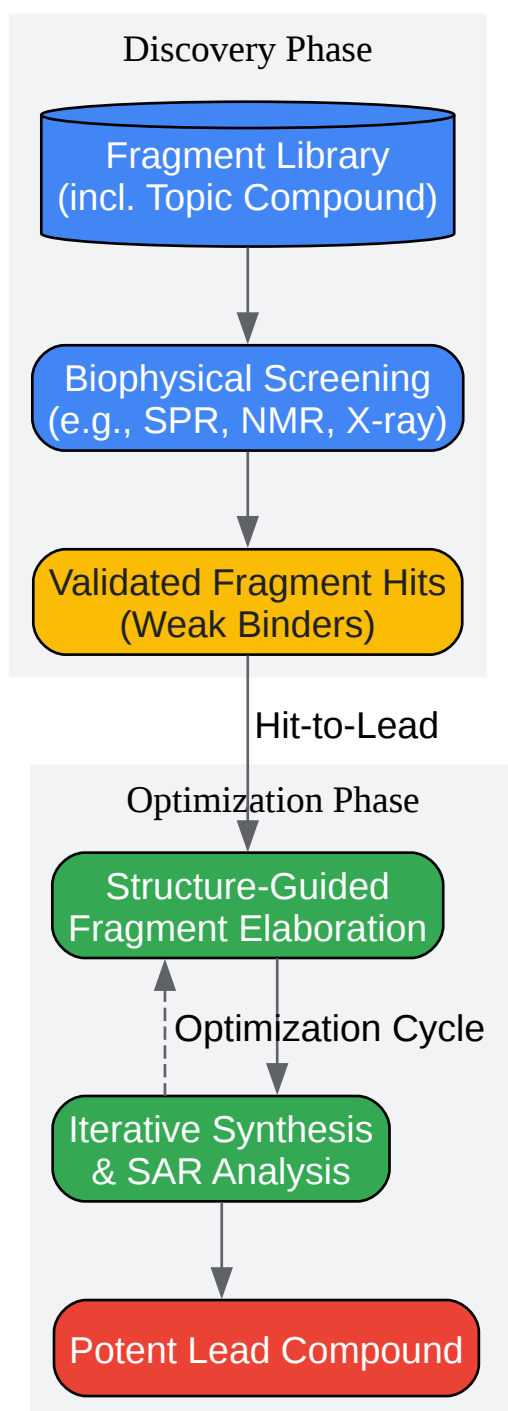 Discovery Phase
Fragment Library
(incl. Topic Compound)
Biophysical Screening
(e.g., SPR, NMR, X-ray)
Validated Fragment Hits
(Weak Binders)
Hit-to-Lead
Optimization Phase
Structure-Guided
Fragment Elaboration
Optimization Cycle
Iterative Synthesis
& SAR Analysis
Potent Lead Compound